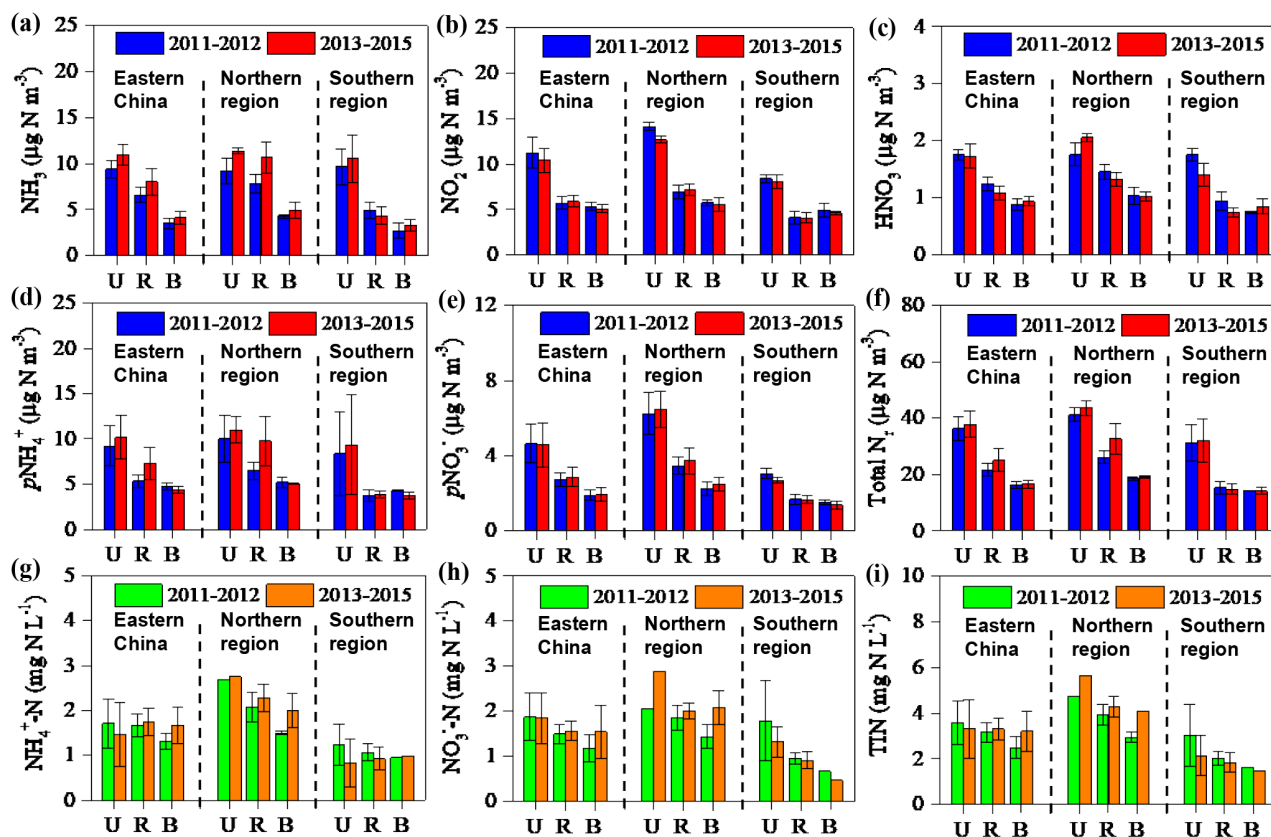 (a)
25
20
15
10
5
0
NH3 (µg N m-3)
2011-2012
2013-2015
Eastern
China
Northern
region
Southern
region
U R B U R B U R B
(b)
25
20
15
10
5
0
NO2 (µg N m-3)
2011-2012
2013-2015
Eastern
China
Northern
region
Southern
region
U R B U R B U R B
(c)
4
3
2
1
0
HNO3 (µg N m-3)
2011-2012
2013-2015
Eastern
China
Northern
region
Southern
region
U R B U R B U R B
(d)
25
20
15
10
5
0
pNH4+ (µg N m-3)
2011-2012
2013-2015
Eastern
China
Northern
region
Southern
region
U R B U R B U R B
(e)
12
8
4
0
pNO3- (µg N m-3)
2011-2012
2013-2015
Eastern
China
Northern
region
Southern
region
U R B U R B U R B
(f)
80
60
40
20
0
Total Nr (µg N m-3)
2011-2012
2013-2015
Eastern
China
Northern
region
Southern
region
U R B U R B U R B
(g)
5
4
3
2
1
0
NH4+-N (mg N L-1)
2011-2012
2013-2015
Eastern
China
Northern
region
Southern
region
U R B U R B U R B
(h)
5
4
3
2
1
0
NO3--N (mg N L-1)
2011-2012
2013-2015
Eastern
China
Northern
region
Southern
region
U R B U R B U R B
(i)
10
8
6
4
2
0
TIN (mg N L-1)
2011-2012
2013-2015
Eastern
China
Northern
region
Southern
region
U R B U R B U R B